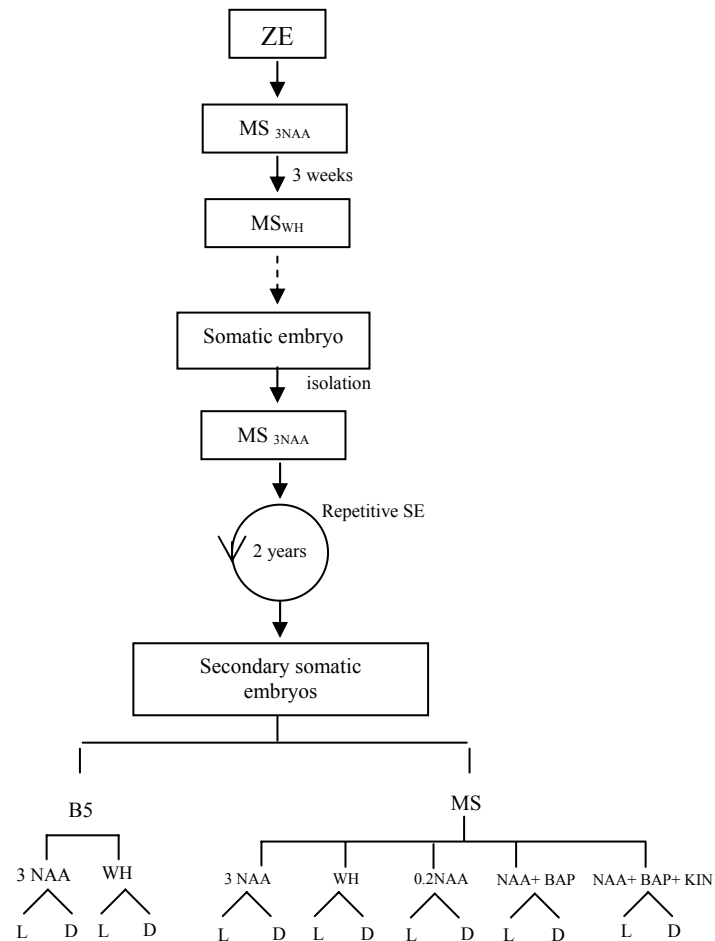 ZE
MS 3NAA
3 weeks
MSWH
Somatic embryo
isolation
MS 3NAA
Repetitive SE
2 years
Secondary somatic
embryos
B5
MS
3 NAA WH
3 NAA WH 0.2NAA NAA+ BAP NAA+ BAP+ KIN
L D L D
L D L D L D L D L D